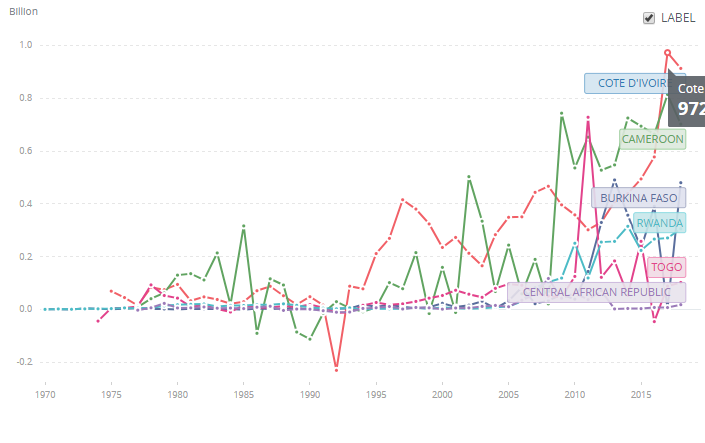 Billion
LABEL
1.0
COTE D'IVOIRE
Cote
972
0.8
CAMEROON
0.6
BURKINA FASO
0.4
RWANDA
0.2
TOGO
CENTRAL AFRICAN REPUBLIC
0.0
-0.2
1970 1975 1980 1985 1990 1995 2000 2005 2010 2015